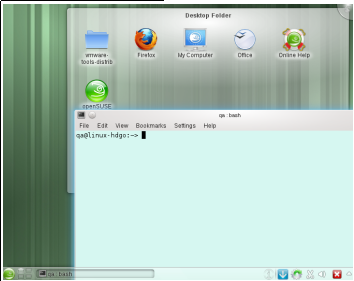 Desktop Folder
vmware-tools-distrib
Firefox
My Computer
Office
Online Help
openSUSE
qa : bash
File Edit View Bookmarks Settings Help
qa@linux-hdgo:~>
qa : bash